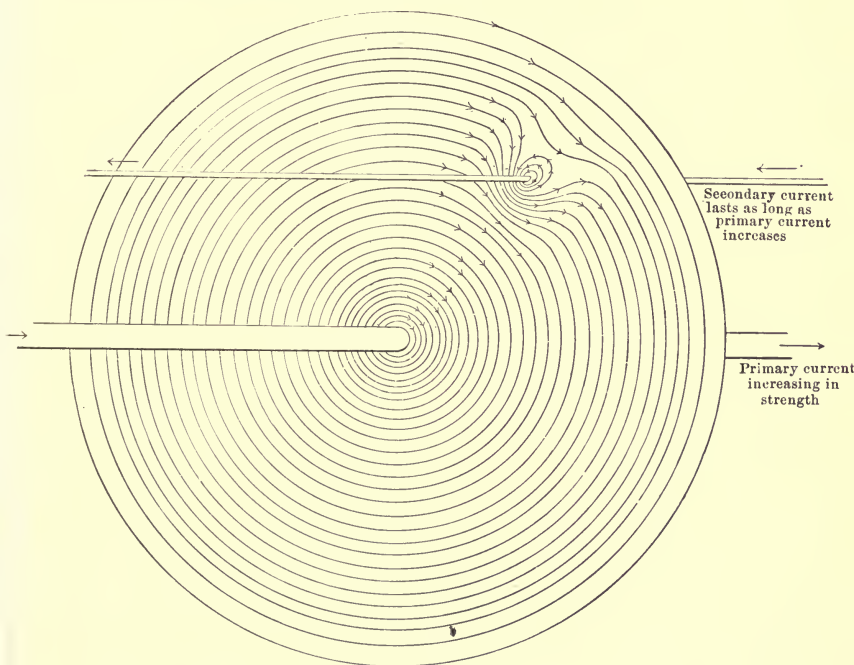 Secondary current
lasts as long as
primary current
increases
Primary current
increasing in
strength